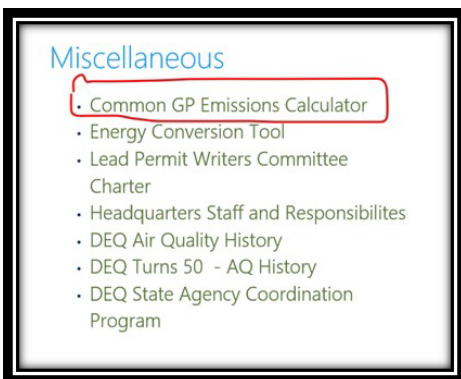 Miscellaneous
• Common GP Emissions Calculator
• Energy Conversion Tool
• Lead Permit Writers Committee
Charter
• Headquarters Staff and Responsibilites
• DEQ Air Quality History
• DEQ Turns 50 - AQ History
• DEQ State Agency Coordination
Program